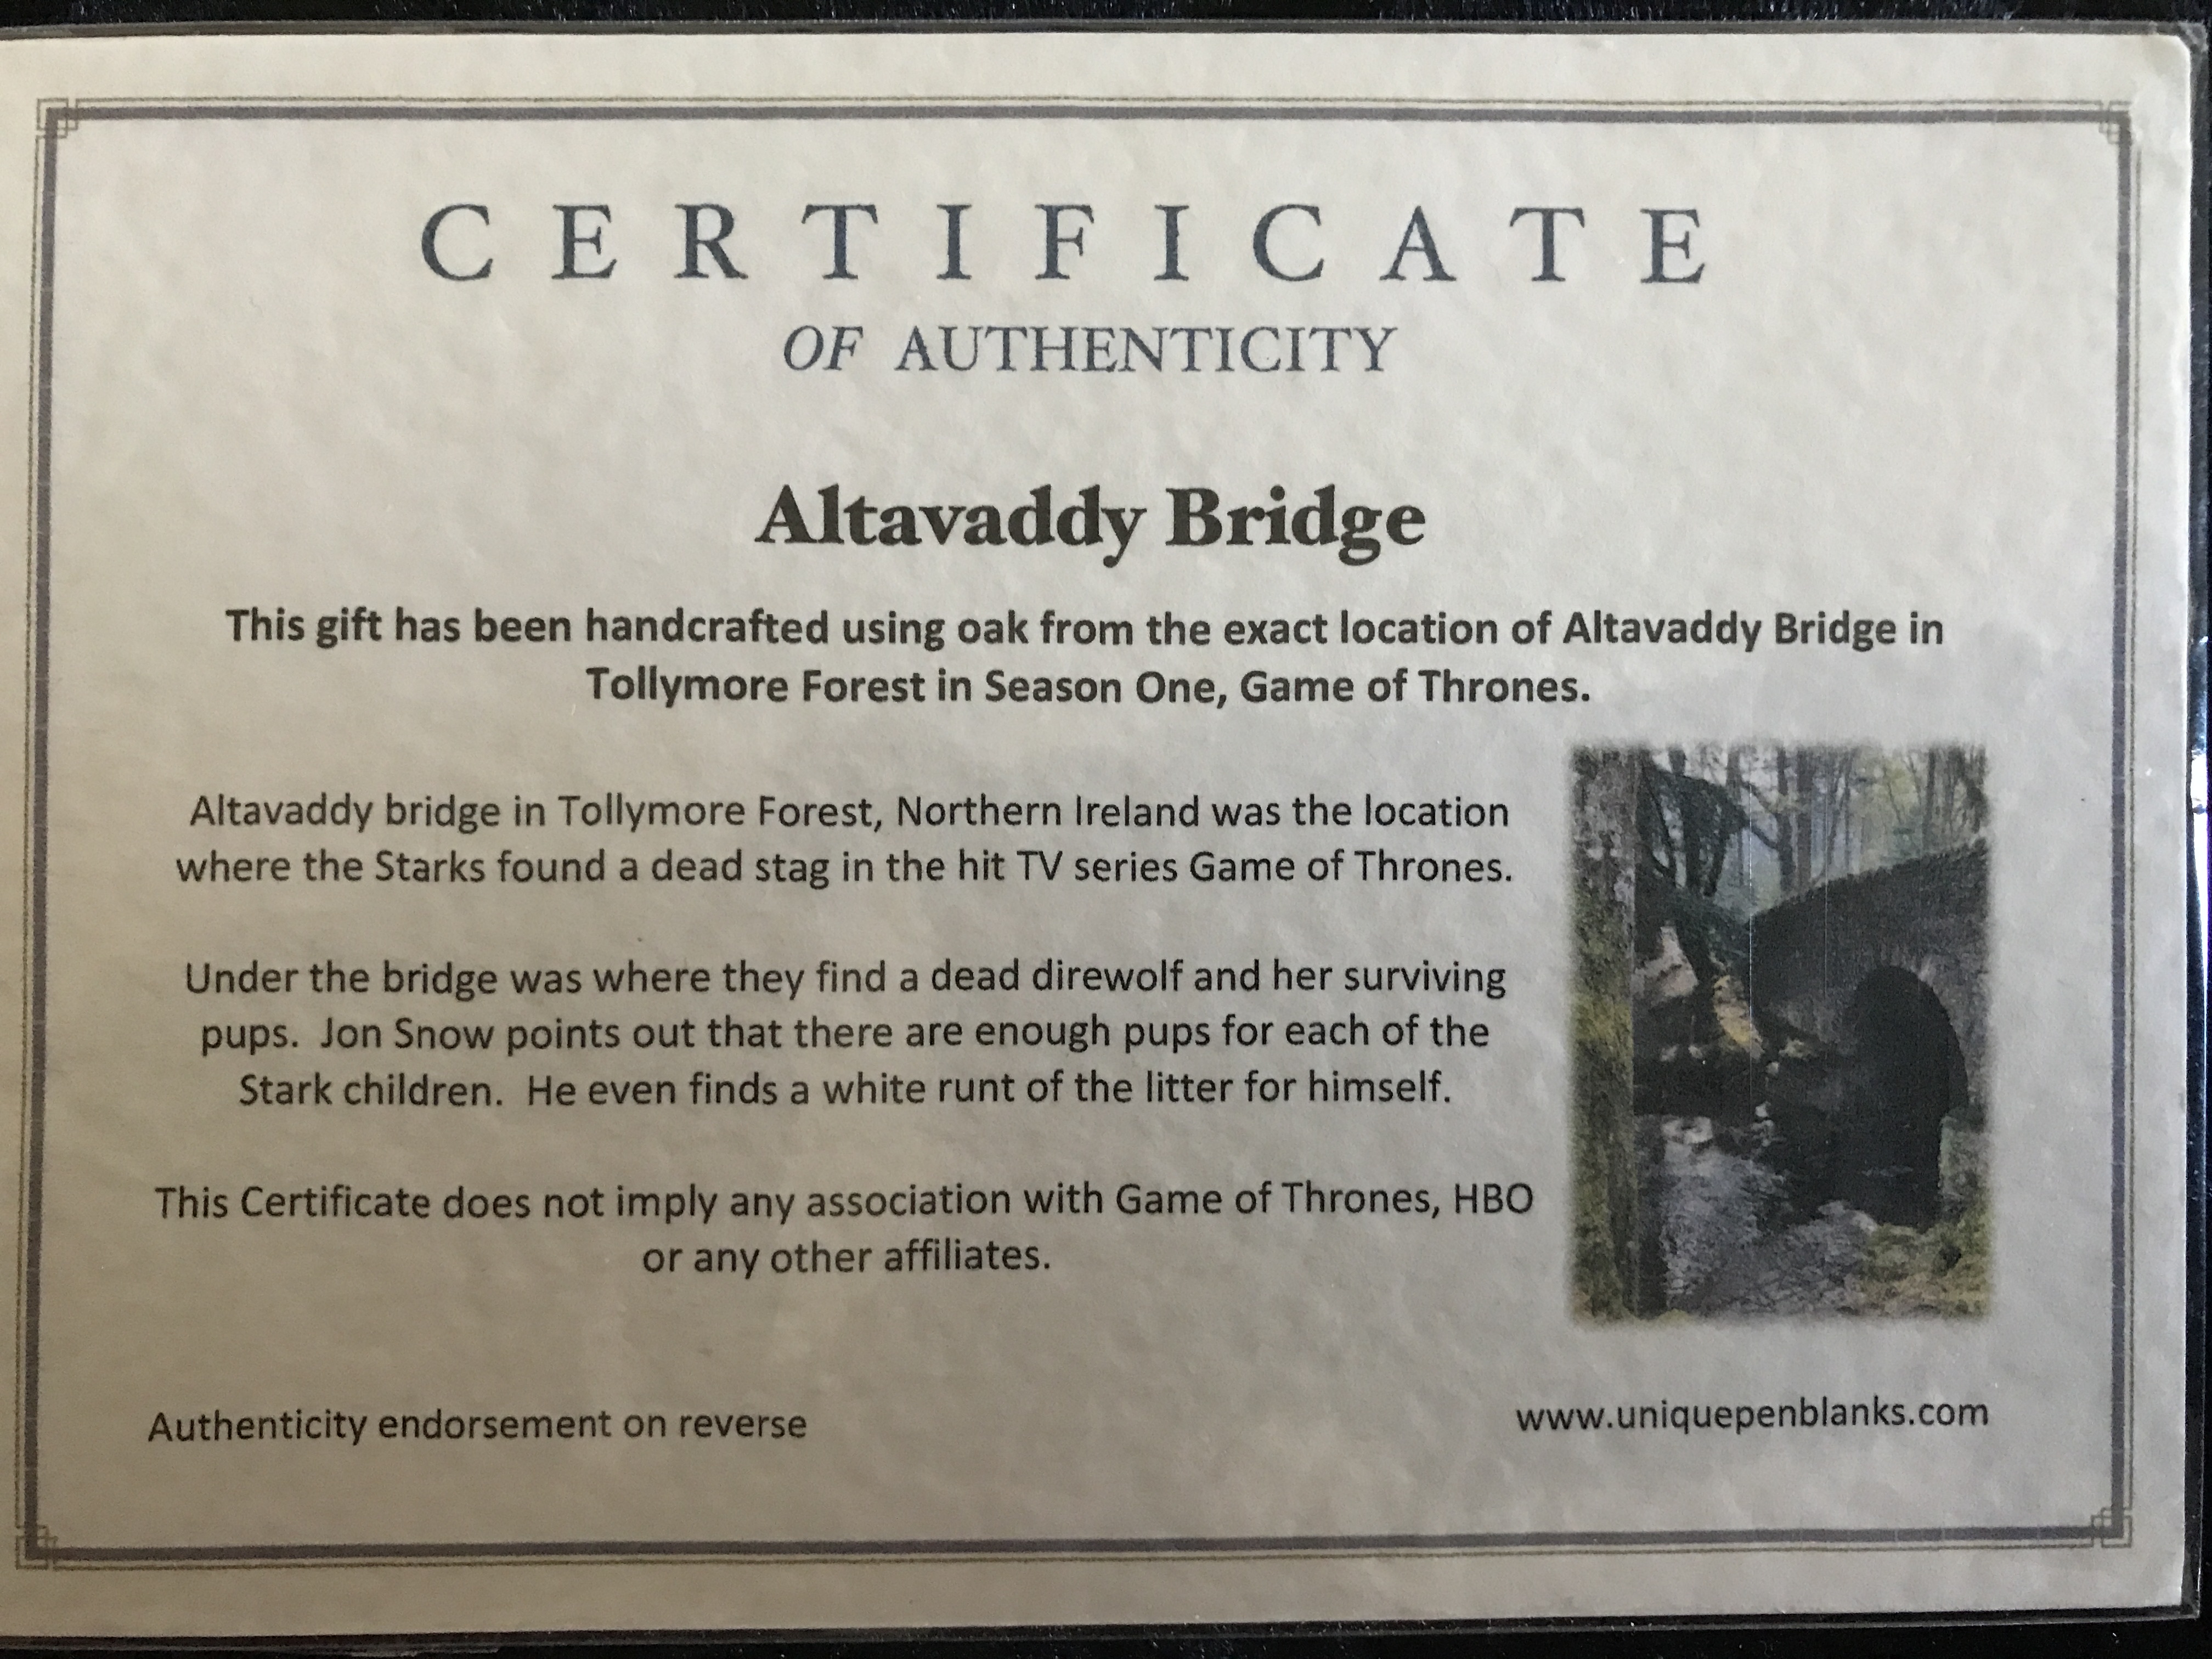 CERTIFICATE
OF AUTHENTICITY
Altavaddy Bridge
This gift has been handcrafted using oak from the exact location of Altavaddy Bridge in
Tollymore Forest in Season One, Game of Thrones.
Altavaddy bridge in Tollymore Forest, Northern Ireland was the location
where the Starks found a dead stag in the hit TV series Game of Thrones.
Under the bridge was where they find a dead direwolf and her surviving
pups. Jon Snow points out that there are enough pups for each of the
Stark children. He even finds a white runt of the litter for himself.
This Certificate does not imply any association with Game of Thrones, HBO
or any other affiliates.
Authenticity endorsement on reverse
www.uniquepenblanks.com